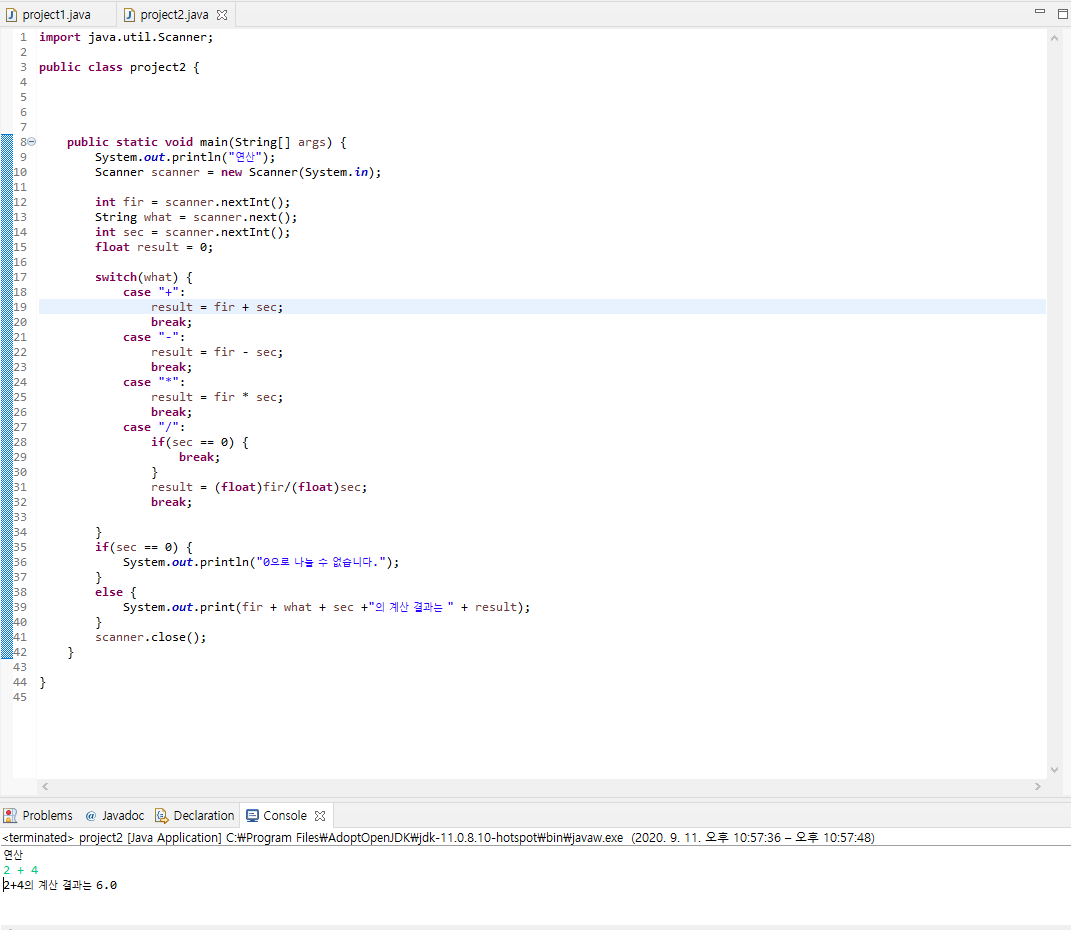 project1.java project2.java
1 import java.util.Scanner;
2
3 public class project2 {
4
5
6
7
8 public static void main(String[] args) {
9 System.out.println("연산");
10 Scanner scanner = new Scanner(System.in);
11
12 int fir = scanner.nextInt();
13 String what = scanner.next();
14 int sec = scanner.nextInt();
15 float result = 0;
16
17 switch(what) {
18 case "+":
19 result = fir + sec;
20 break;
21 case "-":
22 result = fir - sec;
23 break;
24 case "*":
25 result = fir * sec;
26 break;
27 case "/":
28 if(sec == 0) {
29 break;
30 }
31 result = (float)fir/(float)sec;
32 break;
33
34 }
35 if(sec == 0) {
36 System.out.println("0으로 나눌 수 없습니다.");
37 }
38 else {
39 System.out.print(fir + what + sec +"의 계산 결과는 " + result);
40 }
41 scanner.close();
42 }
43
44 }
45
Problems @ Javadoc Declaration Console
<terminated> project2 [Java Application] C:₩Program Files₩AdoptOpenJDK₩jdk-11.0.8.10-hotspot₩bin₩javaw.exe (2020. 9. 11. 오후 10:57:36 – 오후 10:57:48)
연산
2 + 4
2+4의 계산 결과는 6.0